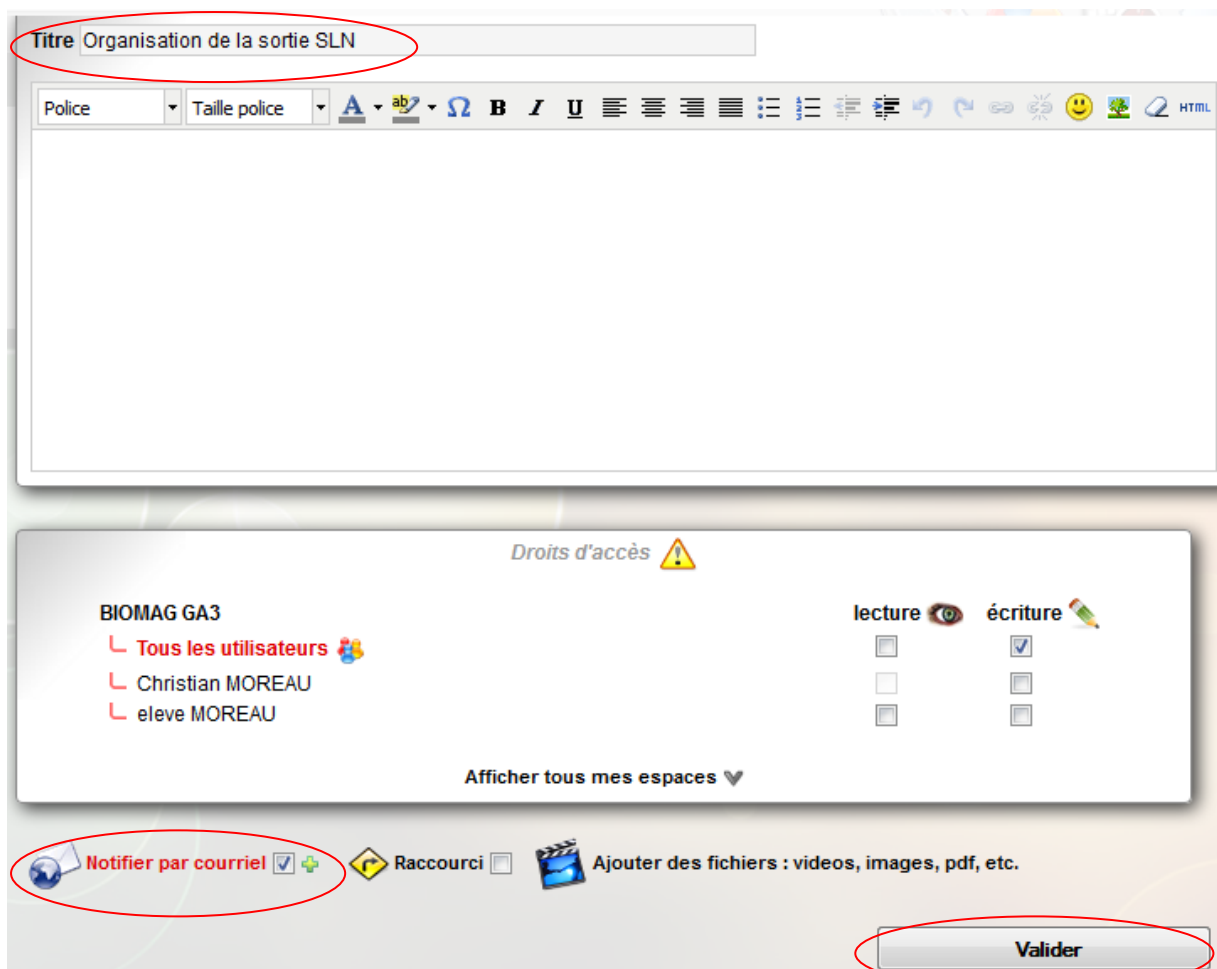 Titre Organisation de la sortie SLN
Police Taille police A ab Ω B I U HTML
Droits d'accès
BIOMAG GA3 lecture écriture
Tous les utilisateurs
Christian MOREAU
eleve MOREAU
Afficher tous mes espaces
Notifier par courriel Raccourci Ajouter des fichiers : videos, images, pdf, etc.
Valider